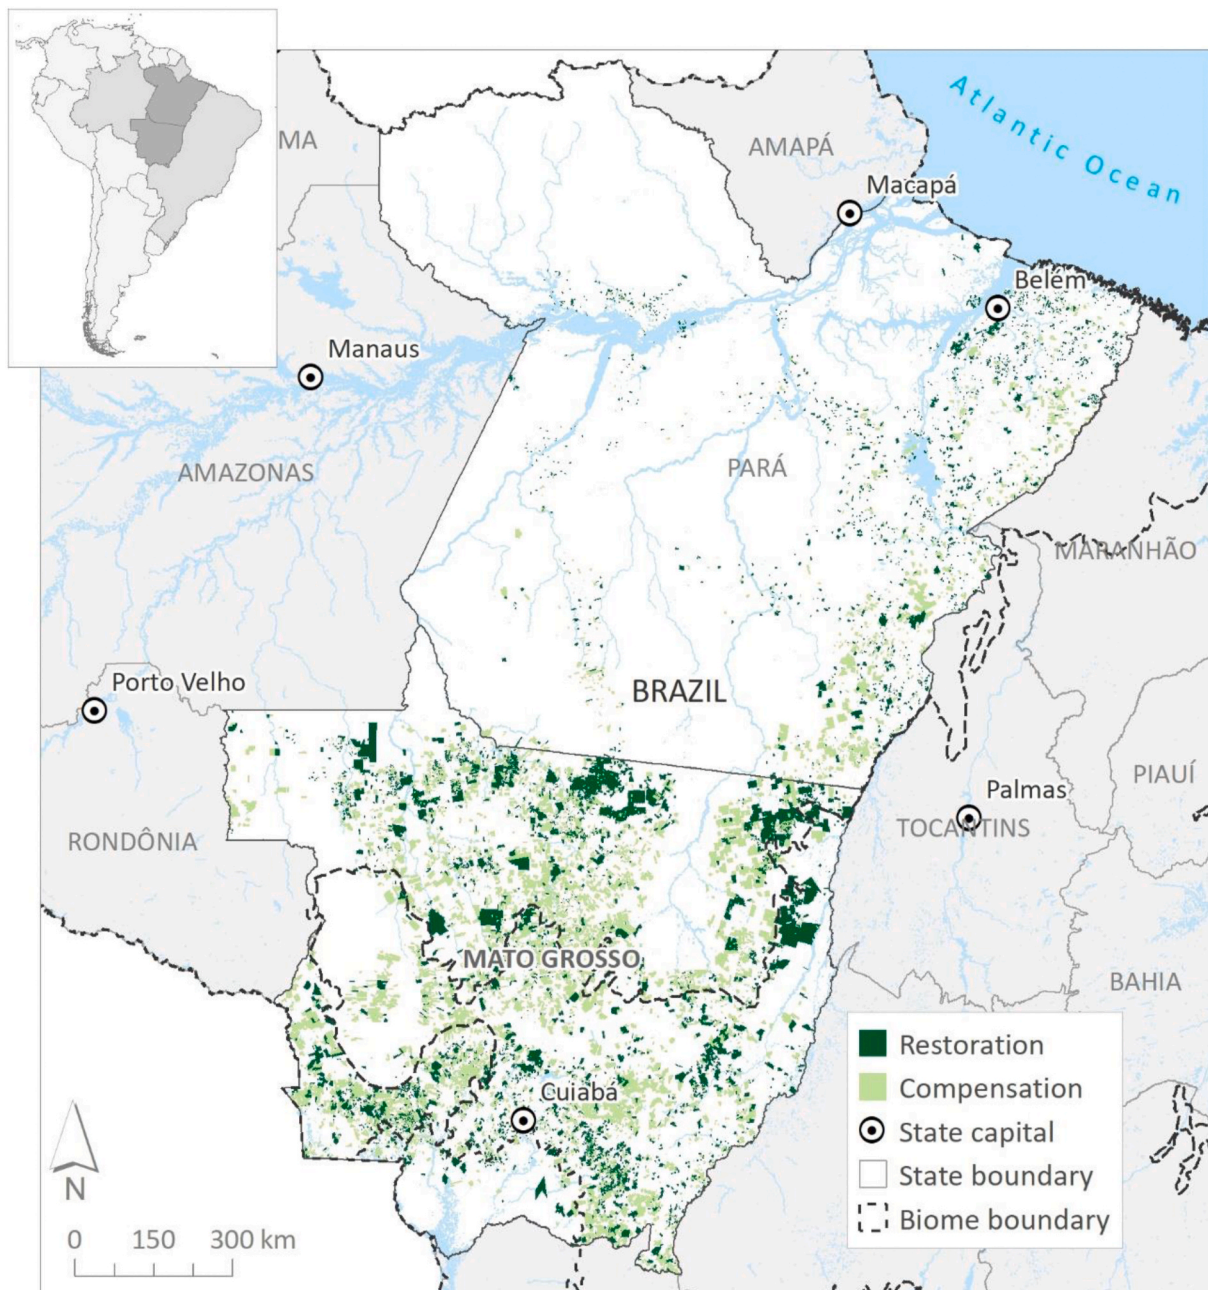 MA
AMAPÁ
Atlantic Ocean
Macapá
Belém
Manaus
AMAZONAS
PARÁ
MARANHÃO
Porto Velho
BRAZIL
PIAUÍ
Palmas
TOCANTINS
RONDÔNIA
MATO GROSSO
BAHIA
Cuiabá
Restoration
Compensation
State capital
State boundary
Biome boundary
N
0 150 300 km